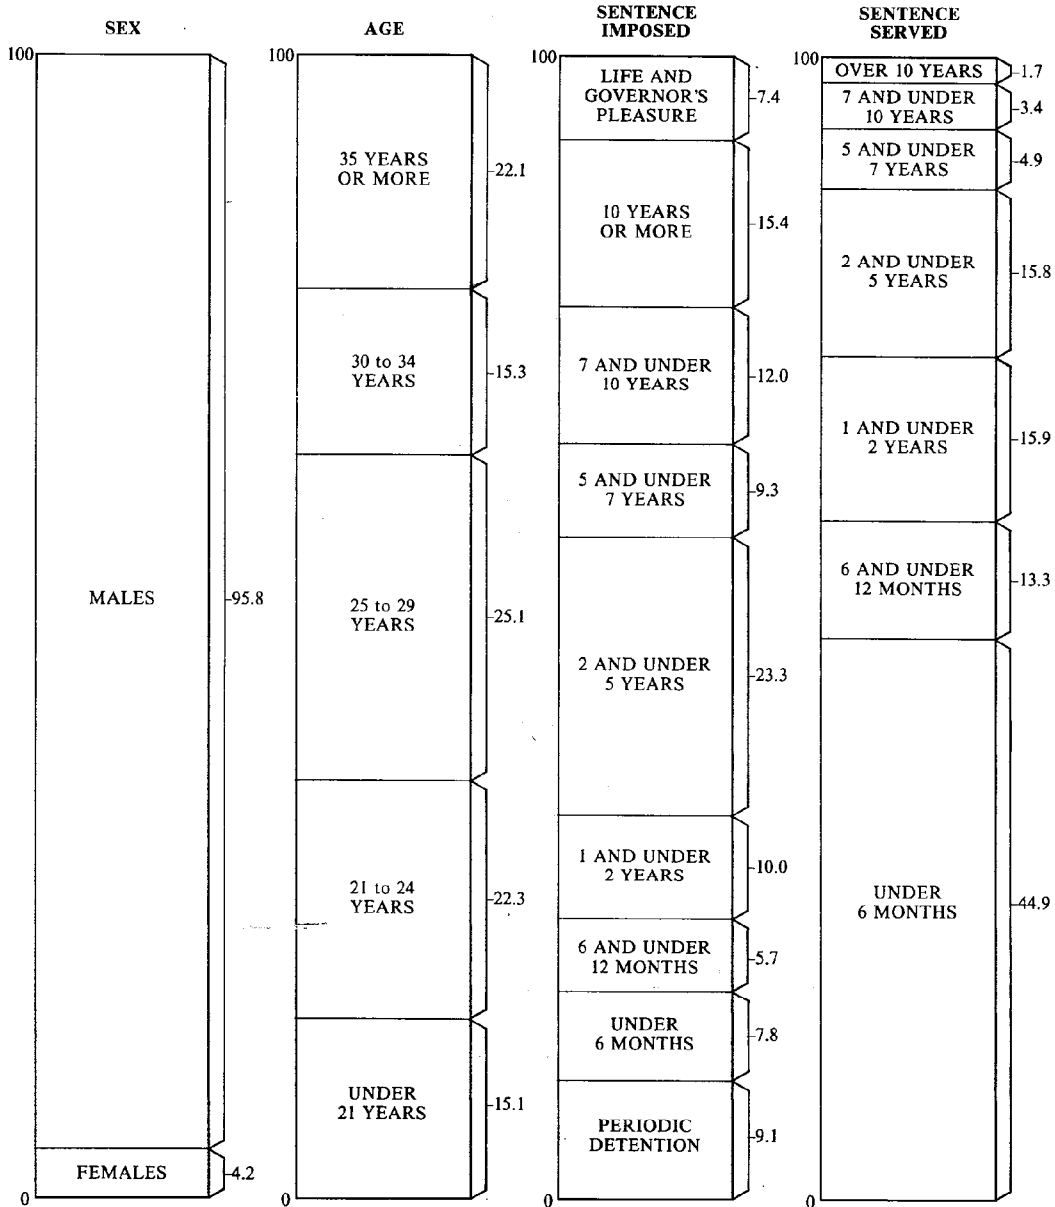 SEX
100
MALES
95.8
FEMALES
4.2
0
AGE
100
35 YEARS
OR MORE
22.1
30 to 34
YEARS
15.3
25 to 29
YEARS
25.1
21 to 24
YEARS
22.3
UNDER
21 YEARS
15.1
0
SENTENCE
IMPOSED
100
LIFE AND
GOVERNOR'S
PLEASURE
7.4
10 YEARS
OR MORE
15.4
7 AND UNDER
10 YEARS
12.0
5 AND UNDER
7 YEARS
9.3
2 AND UNDER
5 YEARS
23.3
1 AND UNDER
2 YEARS
10.0
6 AND UNDER
12 MONTHS
5.7
UNDER
6 MONTHS
7.8
PERIODIC
DETENTION
9.1
0
SENTENCE
SERVED
100
OVER 10 YEARS
1.7
7 AND UNDER
10 YEARS
3.4
5 AND UNDER
7 YEARS
4.9
2 AND UNDER
5 YEARS
15.8
1 AND UNDER
2 YEARS
15.9
6 AND UNDER
12 MONTHS
13.3
UNDER
6 MONTHS
44.9
0